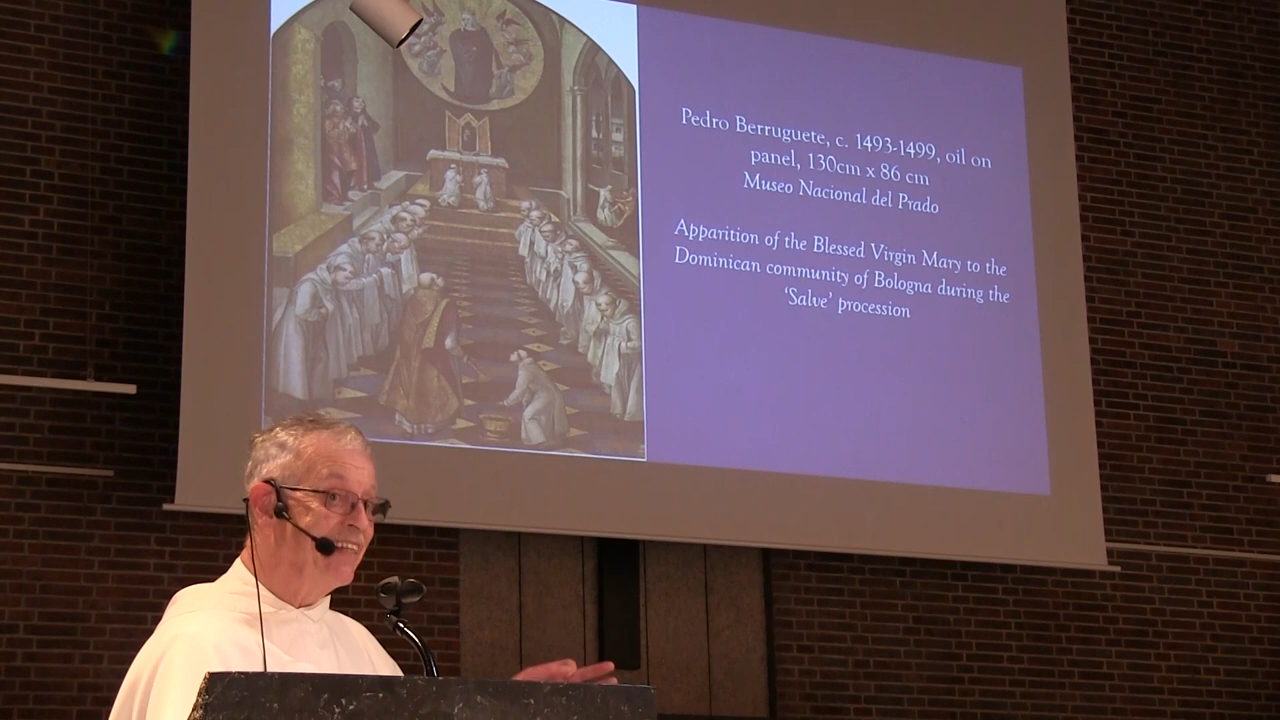 Pedro Berruguete, c. 1493-1499, oil on
panel, 130cm x 86 cm
Museo Nacional del Prado
Apparition of the Blessed Virgin Mary to the
Dominican community of Bologna during the
‘Salve’ procession